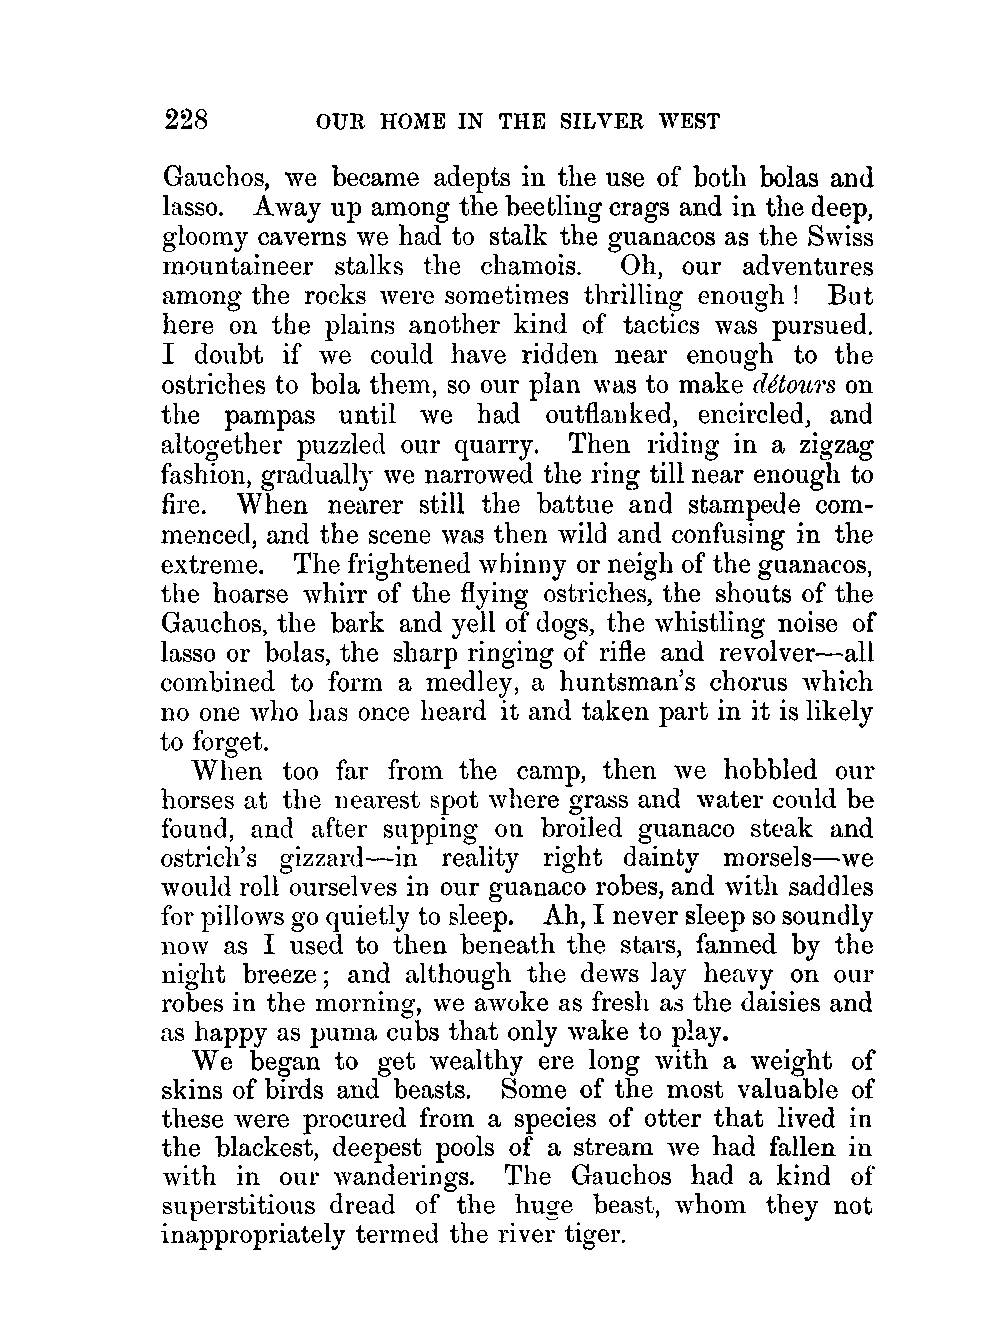 228 OUR HOME IN THE SILVER WEST
Gauchos, we became adepts in the use of both bolas and
lasso. Away up among the beetling crags and in the deep,
gloomy caverns we had to stalk the guanacos as the Swiss
mountaineer stalks the chamois. Oh, our adventures
among the rocks were sometimes thrilling enough! But
here on the plains another kind of tactics was pursued.
I doubt if we could have ridden near enough to the
ostriches to bola them, so our plan was to make détours on
the pampas until we had outflanked, encircled, and
altogether puzzled our quarry. Then riding in a zigzag
fashion, gradually we narrowed the ring till near enough to
fire. When nearer still the battue and stampede com-
menced, and the scene was then wild and confusing in the
extreme. The frightened whinny or neigh of the guanacos,
the hoarse whirr of the flying ostriches, the shouts of the
Gauchos, the bark and yell of dogs, the whistling noise of
lasso or bolas, the sharp ringing of rifle and revolver—all
combined to form a medley, a huntsman's chorus which
no one who has once heard it and taken part in it is likely
to forget.
When too far from the camp, then we hobbled our
horses at the nearest spot where grass and water could be
found, and after supping on broiled guanaco steak and
ostrich's gizzard—in reality right dainty morsels—we
would roll ourselves in our guanaco robes, and with saddles
for pillows go quietly to sleep. Ah, I never sleep so soundly
now as I used to then beneath the stars, fanned by the
night breeze; and although the dews lay heavy on our
robes in the morning, we awoke as fresh as the daisies and
as happy as puma cubs that only wake to play.
We began to get wealthy ere long with a weight of
skins of birds and beasts. Some of the most valuable of
these were procured from a species of otter that lived in
the blackest, deepest pools of a stream we had fallen in
with in our wanderings. The Gauchos had a kind of
superstitious dread of the huge beast, whom they not
inappropriately termed the river tiger.